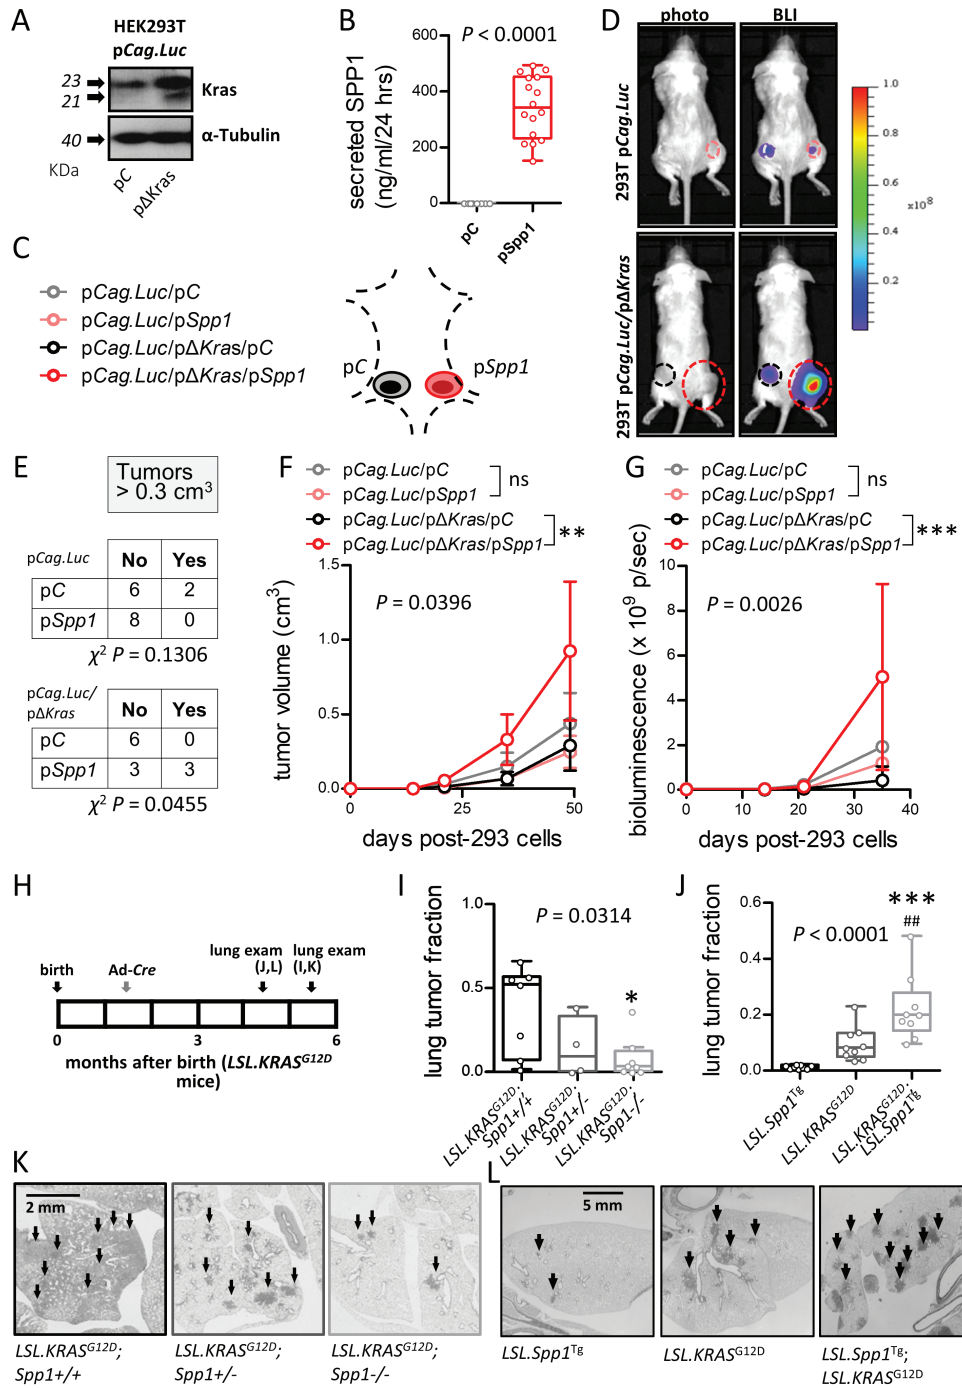 A
HEK293T
pCag.Luc
23
21
Kras
40
α-Tubulin
KDa
pC
pΔKras
B
P < 0.0001
secreted SPP1
(ng/ml/24 hrs)
600
400
200
0
pC
pSpp1
C
pCag.Luc/pC
pCag.Luc/pSpp1
pCag.Luc/pΔKras/pC
pCag.Luc/pΔKras/pSpp1
pC
pSpp1
D
photo
BLI
293T pCag.Luc
293T pCag.Luc/pΔKras
1.0
0.8
x10⁸
0.6
0.4
0.2
E
Tumors
> 0.3 cm³
pCag.Luc
No
Yes
pC
6
2
pSpp1
8
0
χ² P = 0.1306
pCag.Luc/
pΔKras
No
Yes
pC
6
0
pSpp1
3
3
χ² P = 0.0455
F
pCag.Luc/pC
pCag.Luc/pSpp1
ns
pCag.Luc/pΔKras/pC
pCag.Luc/pΔKras/pSpp1
**
P = 0.0396
tumor volume (cm³)
1.5
1.0
0.5
0.0
0
25
50
days post-293 cells
G
pCag.Luc/pC
pCag.Luc/pSpp1
ns
pCag.Luc/pΔKras/pC
pCag.Luc/pΔKras/pSpp1
***
P = 0.0026
bioluminescence (x 10⁹ p/sec)
10
8
6
4
2
0
0
10
20
30
40
days post-293 cells
H
birth
Ad-Cre
lung exam
(J,L)
lung exam
(I,K)
0
3
6
months after birth (LSL.KRASᴳ¹²ᴰ
mice)
I
P = 0.0314
lung tumor fraction
1.0
0.5
0.0
*
LSL.KRASᴳ¹²ᴰ;
Spp1+/+
LSL.KRASᴳ¹²ᴰ;
Spp1+/-
LSL.KRASᴳ¹²ᴰ;
Spp1-/-
J
***
##
P < 0.0001
lung tumor fraction
0.6
0.4
0.2
0.0
LSL.Spp1ᵀᵍ
LSL.KRASᴳ¹²ᴰ
LSL.KRASᴳ¹²ᴰ;
LSL.Spp1ᵀᵍ
K
2 mm
LSL.KRASᴳ¹²ᴰ;
Spp1+/+
LSL.KRASᴳ¹²ᴰ;
Spp1+/-
LSL.KRASᴳ¹²ᴰ;
Spp1-/-
L
5 mm
LSL.Spp1ᵀᵍ
LSL.KRASᴳ¹²ᴰ
LSL.Spp1ᵀᵍ;
LSL.KRASᴳ¹²ᴰ